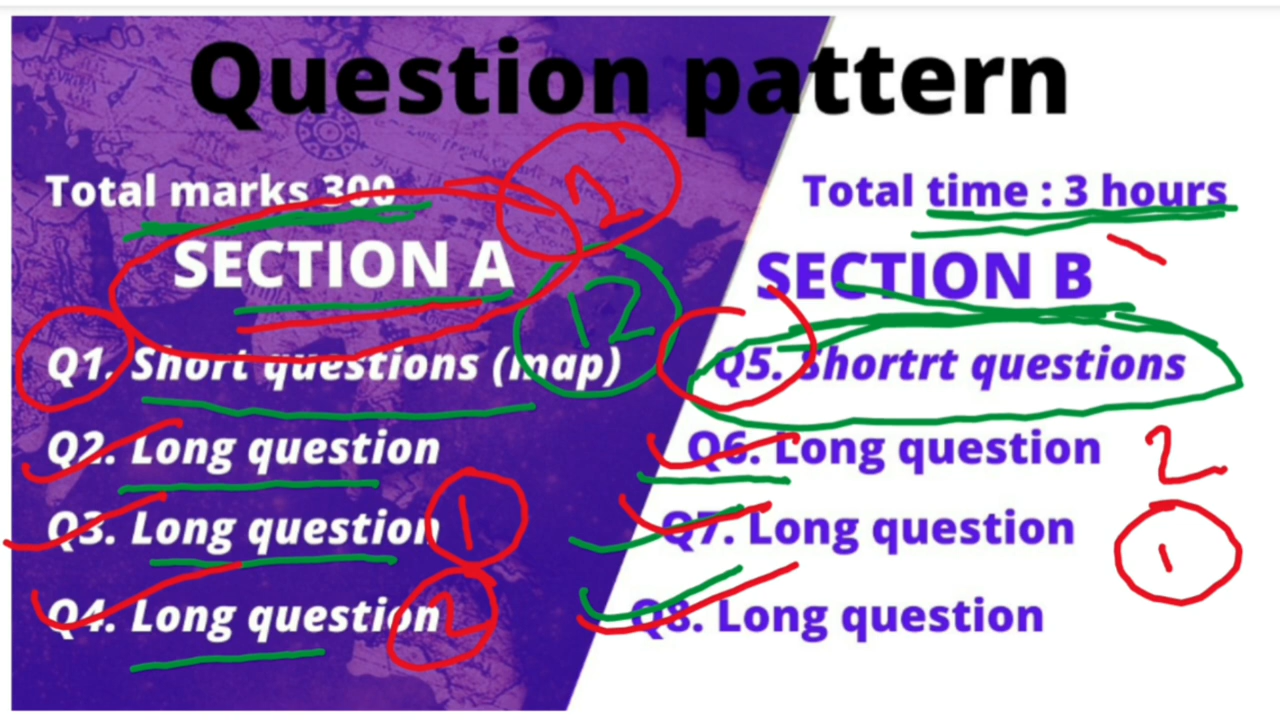 Question pattern
Total marks 300
2
SECTION A
12
Q1. Short questions (map)
Q2. Long question
Q3. Long question
1
Q4. Long question
2
Total time : 3 hours
SECTION B
Q5. Shortrt questions
Q6. Long question
2
Q7. Long question
1
Q8. Long question